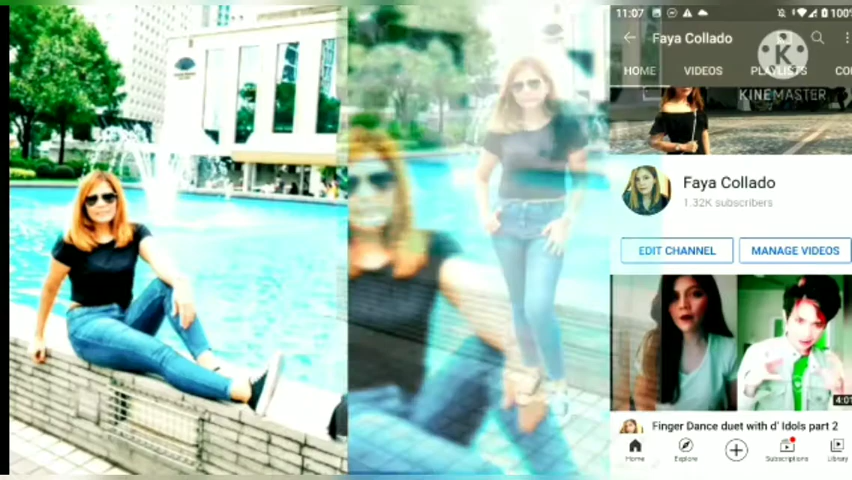 11:07
100%
Faya Collado
HOME VIDEOS PLAYLISTS CO
K
KINEMASTER
Faya Collado
1.32K subscribers
EDIT CHANNEL MANAGE VIDEOS
4:01
Finger Dance duet with d' Idols part 2
Home Explore Subscriptions Library